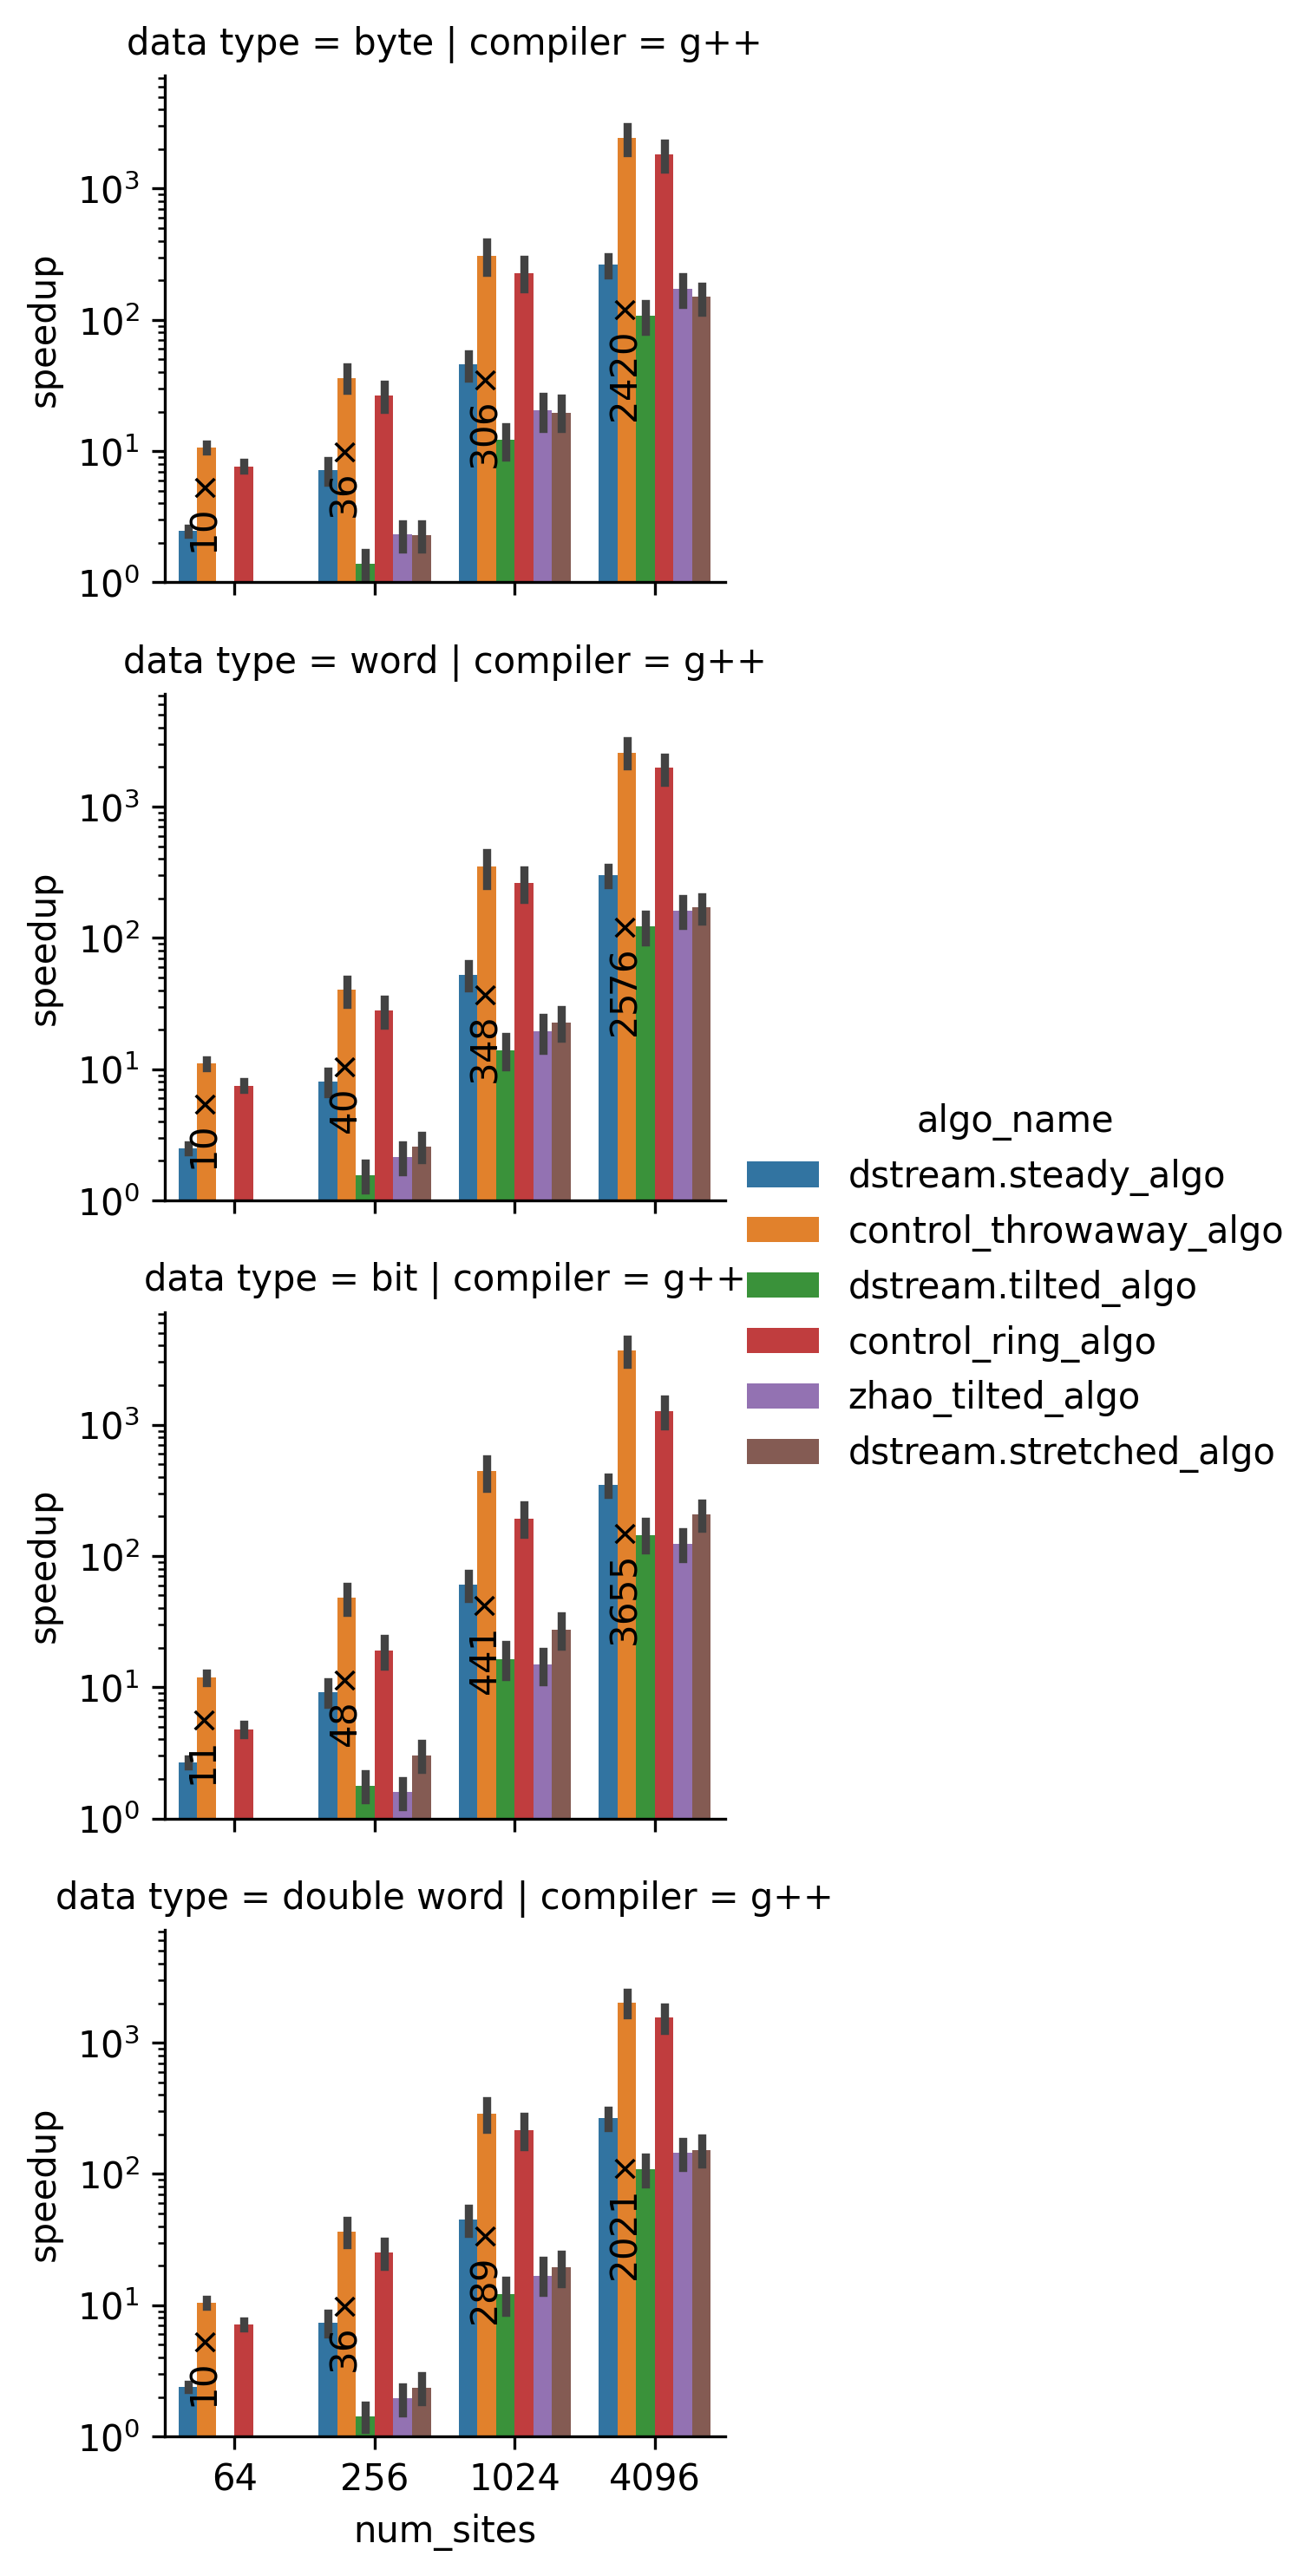 data type = byte | compiler = g++
speedup
10³
10²
10¹
10⁰
10 ×
36 ×
306 ×
2420 ×
data type = word | compiler = g++
speedup
10³
10²
10¹
10⁰
10 ×
40 ×
348 ×
2576 ×
algo_name
dstream.steady_algo
control_throwaway_algo
dstream.tilted_algo
control_ring_algo
zhao_tilted_algo
dstream.stretched_algo
data type = bit | compiler = g++
speedup
10³
10²
10¹
10⁰
11 ×
48 ×
441 ×
3655 ×
data type = double word | compiler = g++
speedup
10³
10²
10¹
10⁰
10 ×
36 ×
289 ×
2021 ×
64 256 1024 4096
num_sites